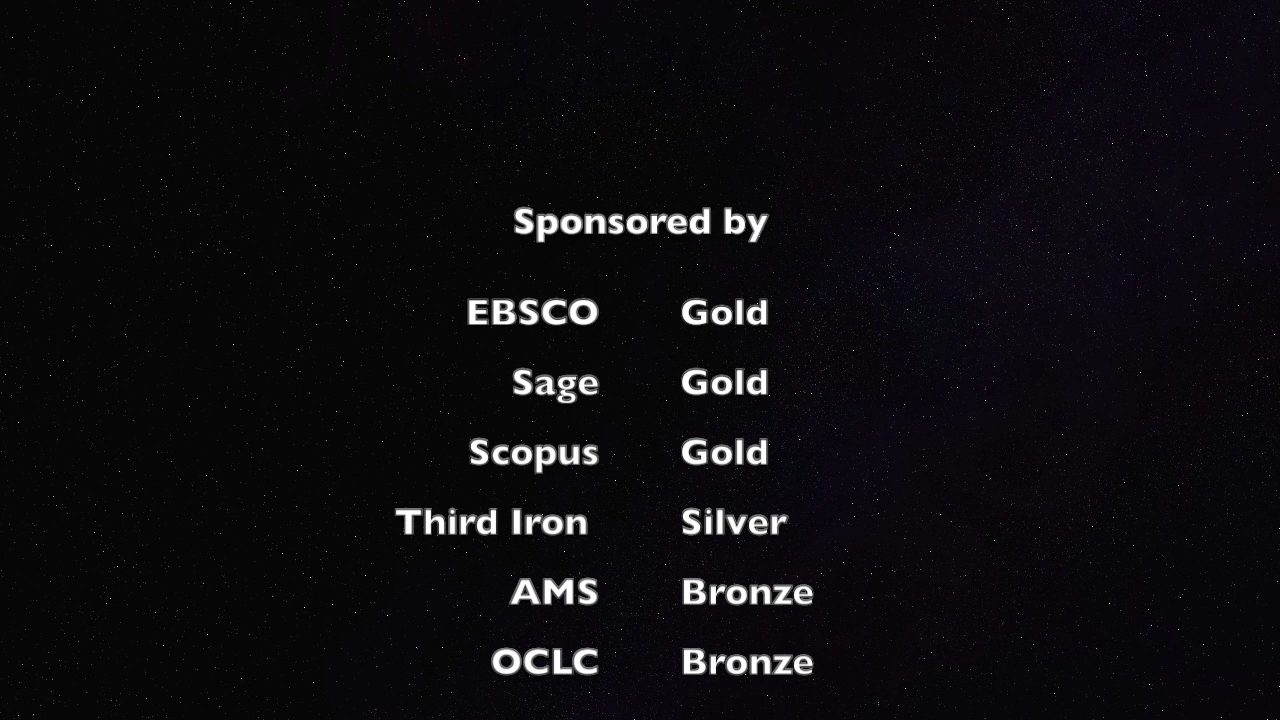 Sponsored by
EBSCO Gold
Sage Gold
Scopus Gold
Third Iron Silver
AMS Bronze
OCLC Bronze